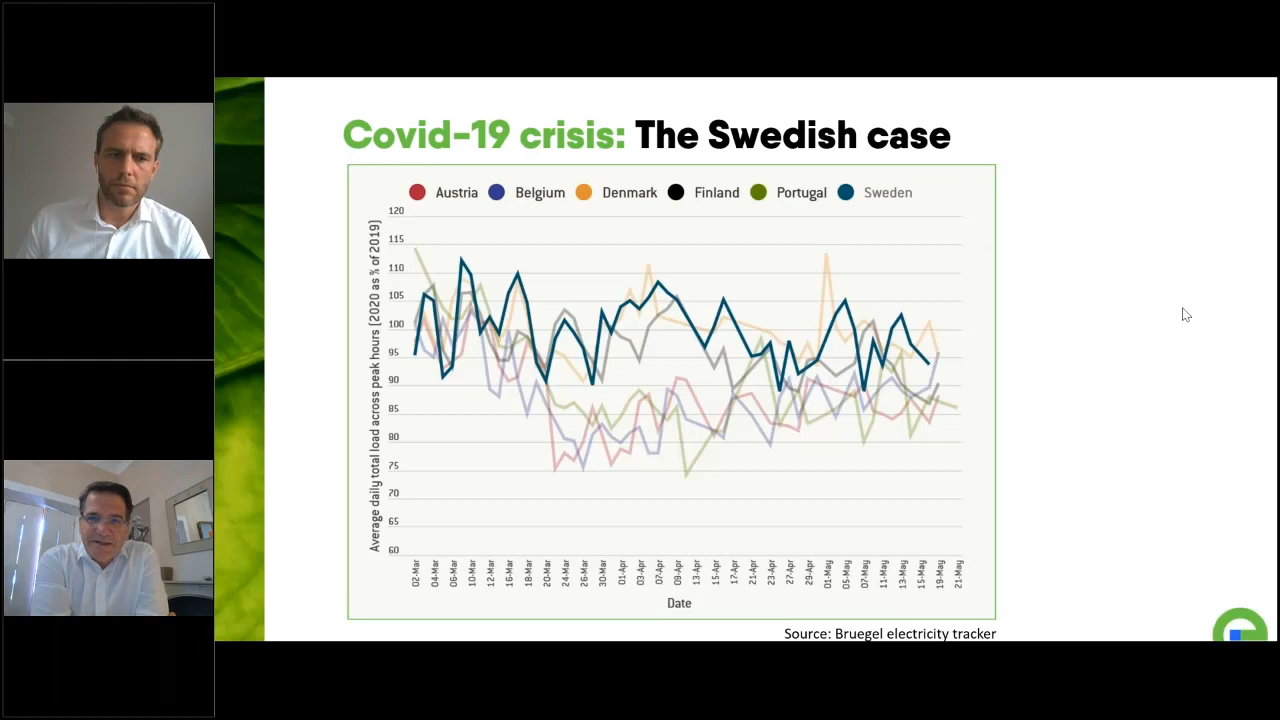 Covid-19 crisis: The Swedish case
Austria Belgium Denmark Finland Portugal Sweden
Average daily total load across peak hours (2020 as % of 2019)
120
115
110
105
100
95
90
85
80
75
70
65
60
02-Mar 04-Mar 06-Mar 10-Mar 12-Mar 16-Mar 18-Mar 20-Mar 24-Mar 26-Mar 30-Mar 01-Apr 03-Apr 07-Apr 09-Apr 13-Apr 15-Apr 17-Apr 21-Apr 23-Apr 27-Apr 29-Apr 01-May 05-May 07-May 11-May 13-May 15-May 19-May 21-May
Date
Source: Bruegel electricity tracker